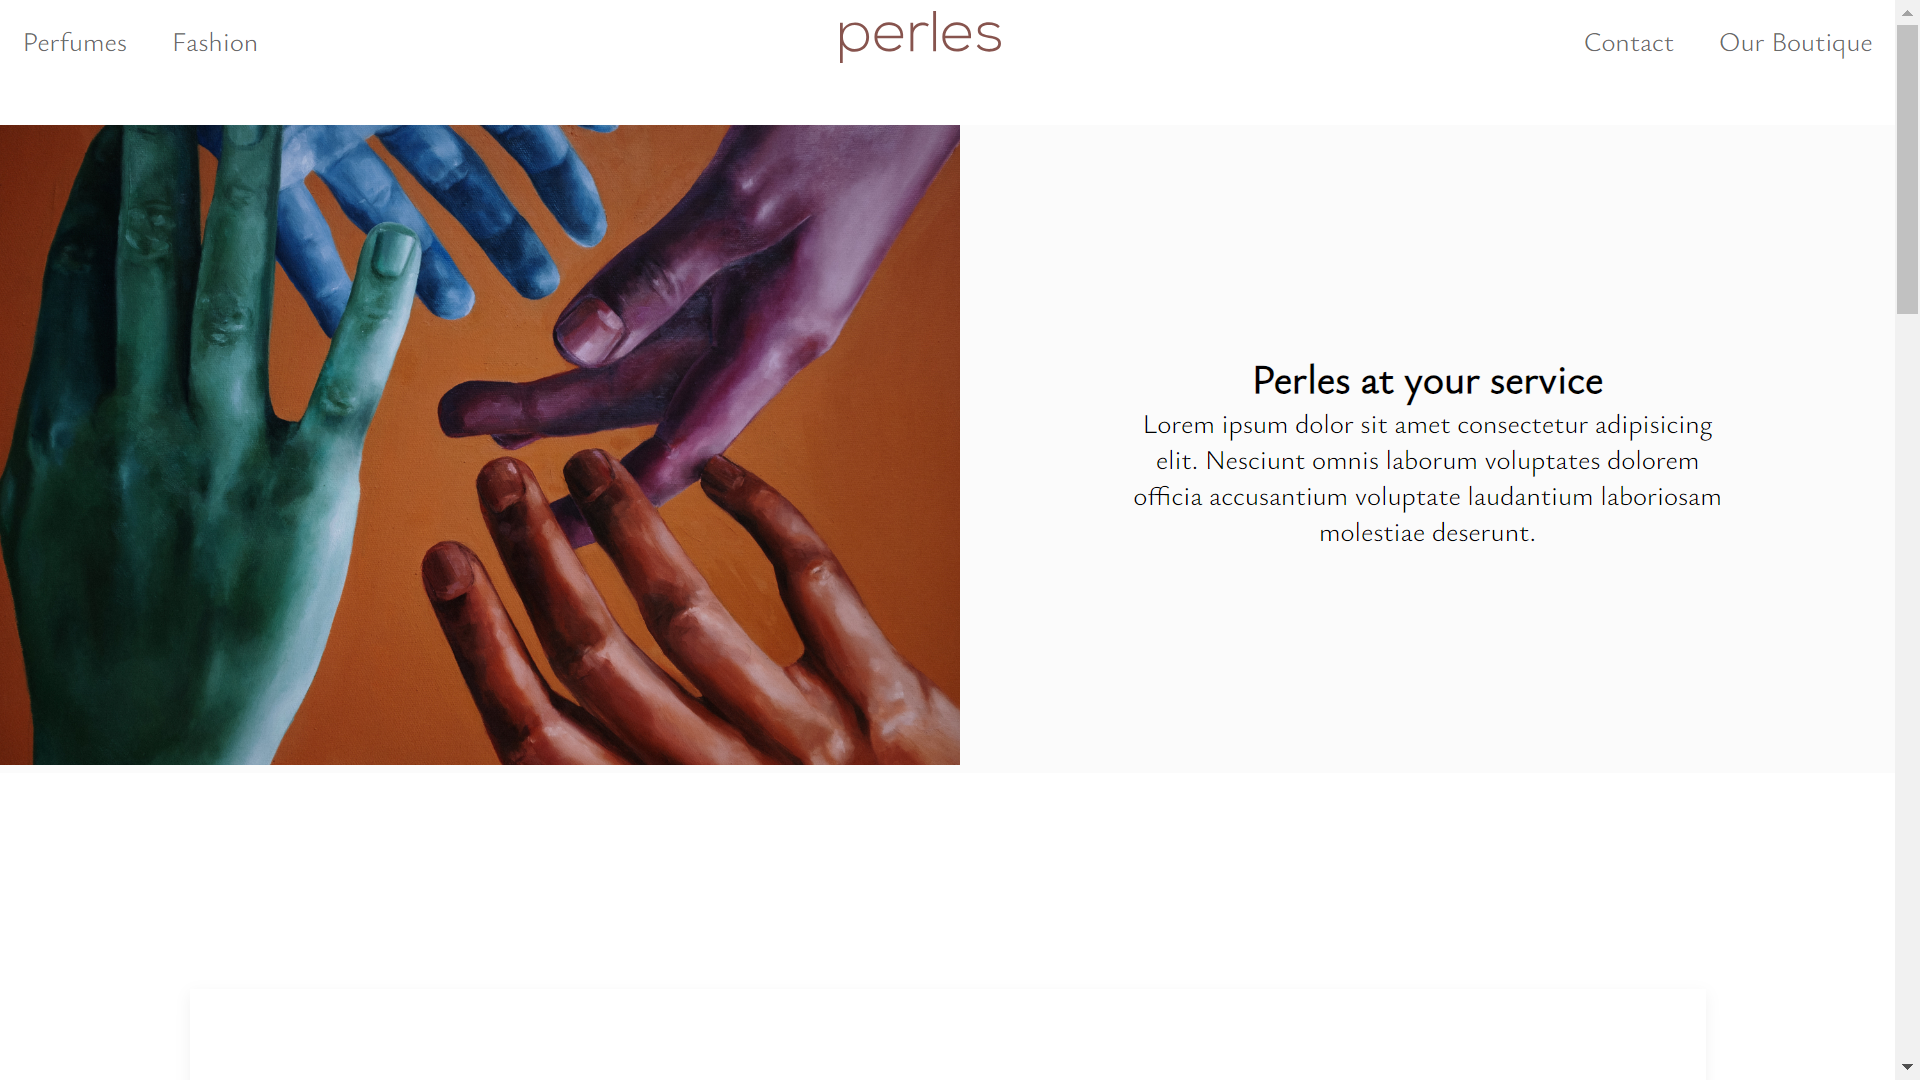 Perfumes
Fashion
perles
Contact
Our Boutique
Perles at your service
Lorem ipsum dolor sit amet consectetur adipisicing
elit. Nesciunt omnis laborum voluptates dolorem
officia accusantium voluptate laudantium laboriosam
molestiae deserunt.